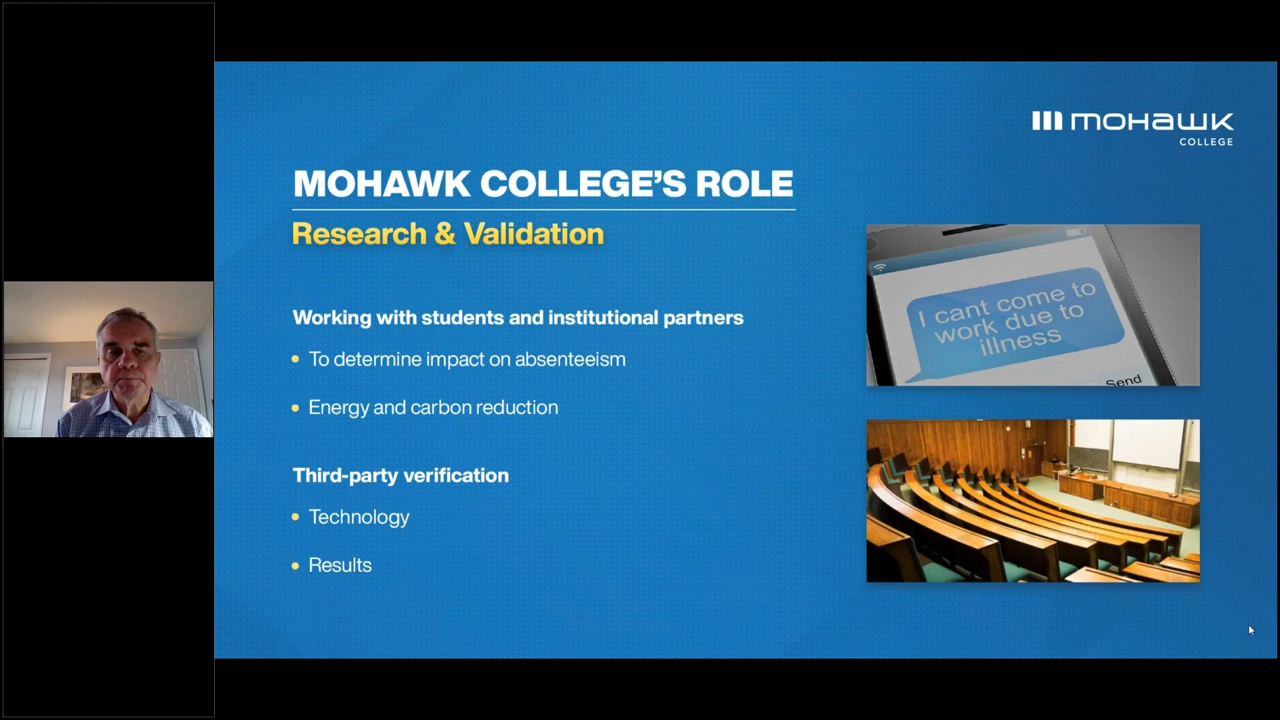 mohawk
COLLEGE
MOHAWK COLLEGE’S ROLE
Research & Validation
Working with students and institutional partners
• To determine impact on absenteeism
• Energy and carbon reduction
Third-party verification
• Technology
• Results
I cant come to
work due to
illness
Send